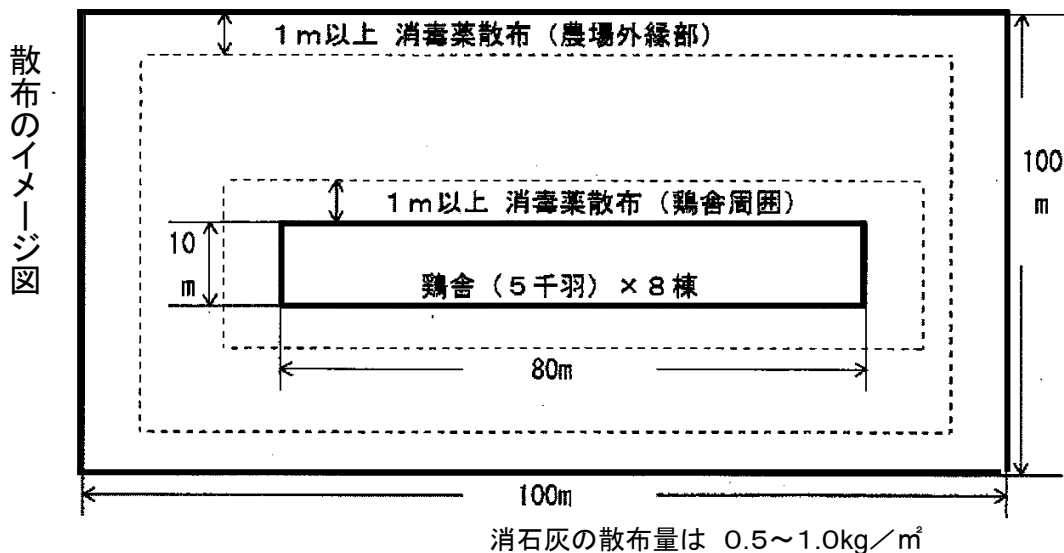 散布のイメージ図
1m以上 消毒薬散布（農場外縁部）
100
m
1m以上 消毒薬散布（鶏舎周囲）
10
m
鶏舎（5千羽）×8棟
80m
100m
消石灰の散布量は 0.5～1.0kg／㎡